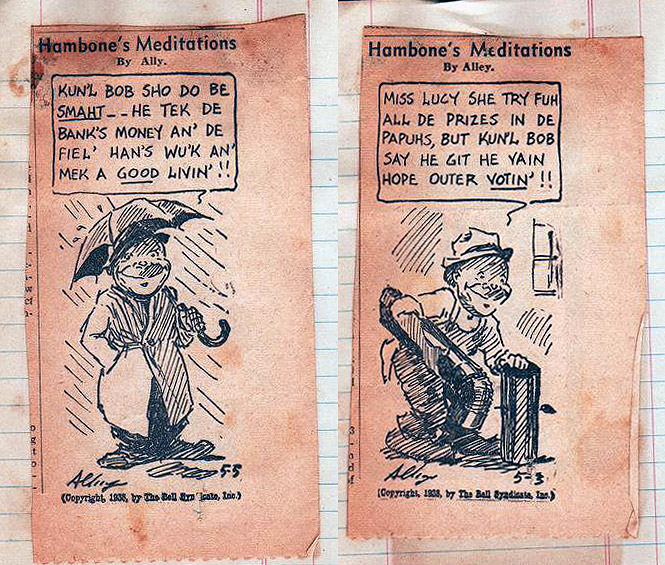 Hambone's Meditations
By Ally.
KUN'L BOB SHO DO BE
SMAHT -- HE TEK DE
BANK'S MONEY AN' DE
FIEL' HAN'S WU'K AN'
MEK A GOOD LIVIN' !!
Alley
5-5
(Copyright, 1938, by The Bell Syndicate, Inc.)
Hambone's Meditations
By Alley.
MISS LUCY SHE TRY FUH
ALL DE PRIZES IN DE
PAPUHS, BUT KUN'L BOB
SAY HE GIT HE VAIN
HOPE OUTER VOTIN' !!
Alley
5-3
(Copyright, 1938, by The Bell Syndicate, Inc.)